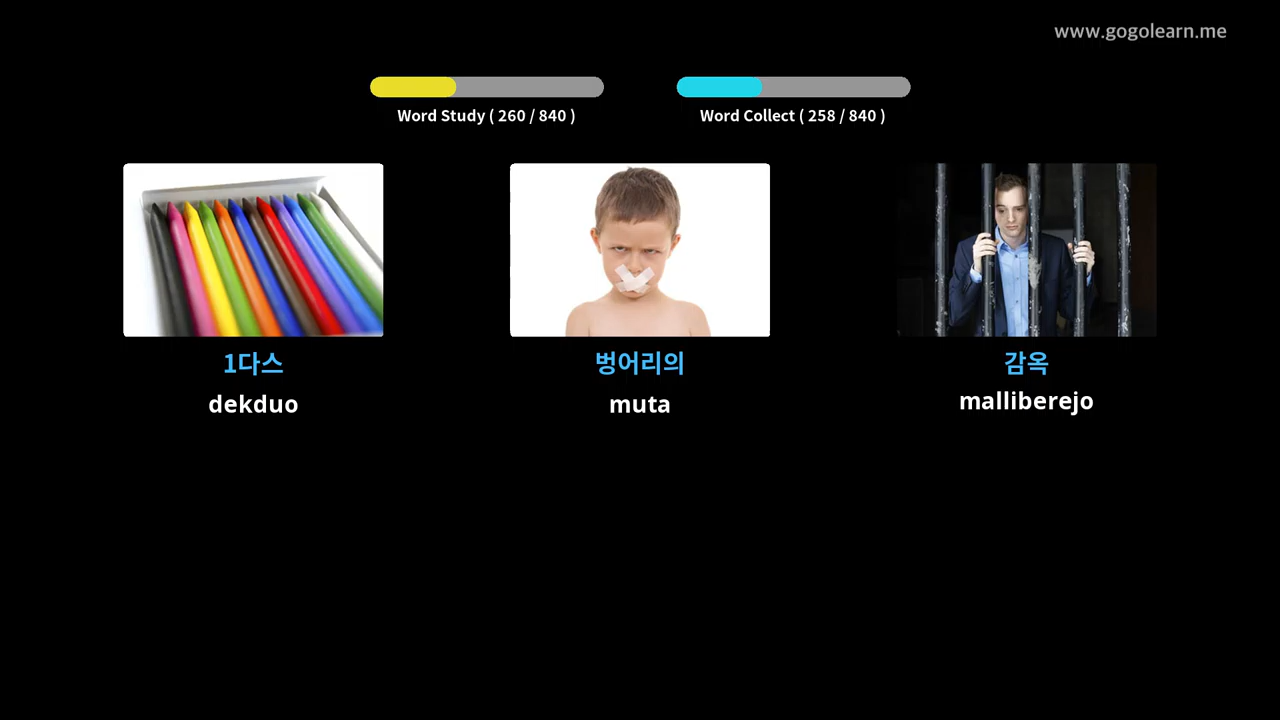 www.gogolearn.me
Word Study ( 260 / 840 )
Word Collect ( 258 / 840 )
1다스
dekduo
벙어리의
muta
감옥
malliberejo